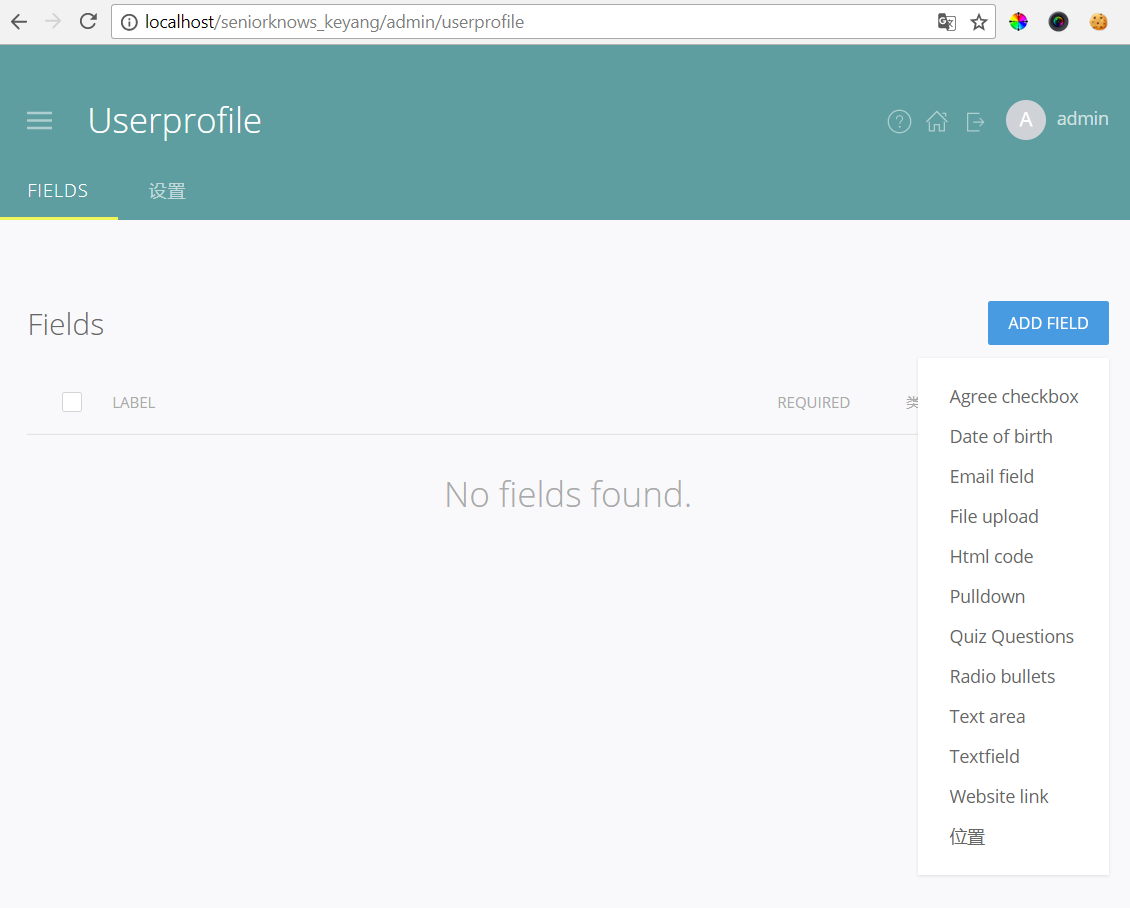 localhost/seniorknows_keyang/admin/userprofile
Userprofile
A admin
FIELDS 设置
Fields
ADD FIELD
LABEL REQUIRED 类
Agree checkbox
Date of birth
Email field
No fields found.
File upload
Html code
Pulldown
Quiz Questions
Radio bullets
Text area
Textfield
Website link
位置